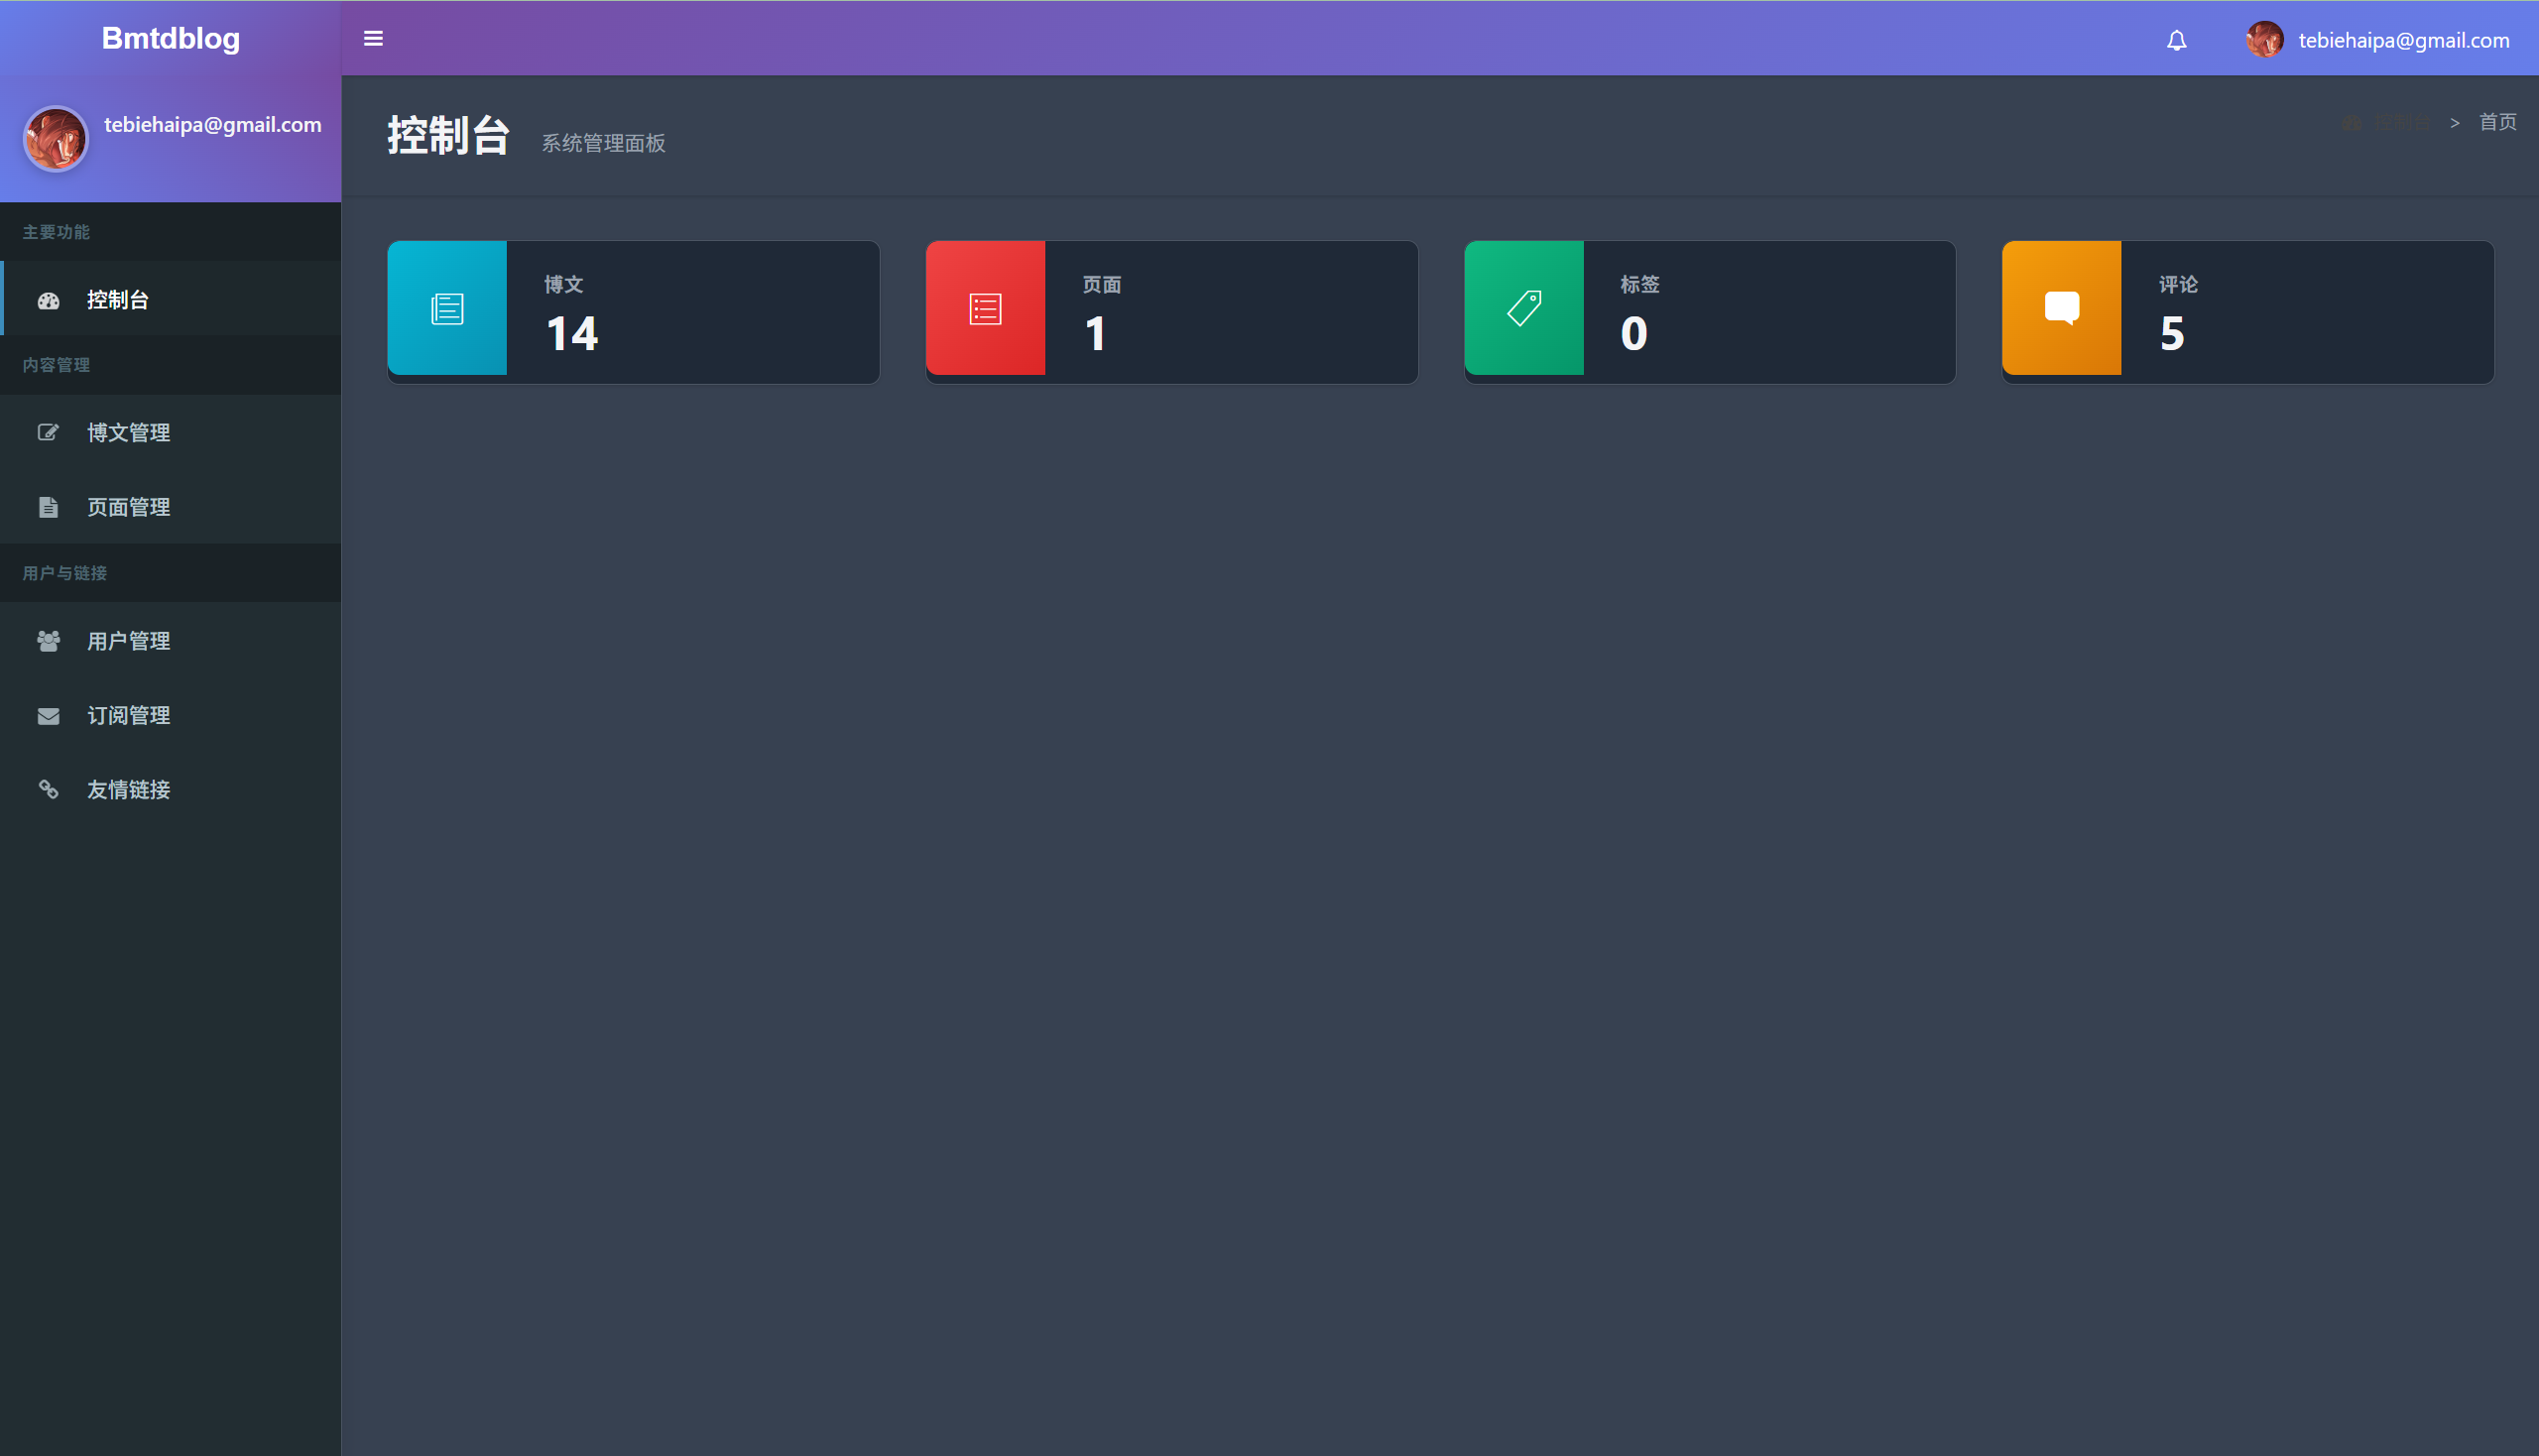 Bmtdblog
tebiehaipa@gmail.com
tebiehaipa@gmail.com
主要功能
控制台
内容管理
博文管理
页面管理
用户与链接
用户管理
订阅管理
友情链接
控制台 系统管理面板
控制台 > 首页
博文
14
页面
1
标签
0
评论
5